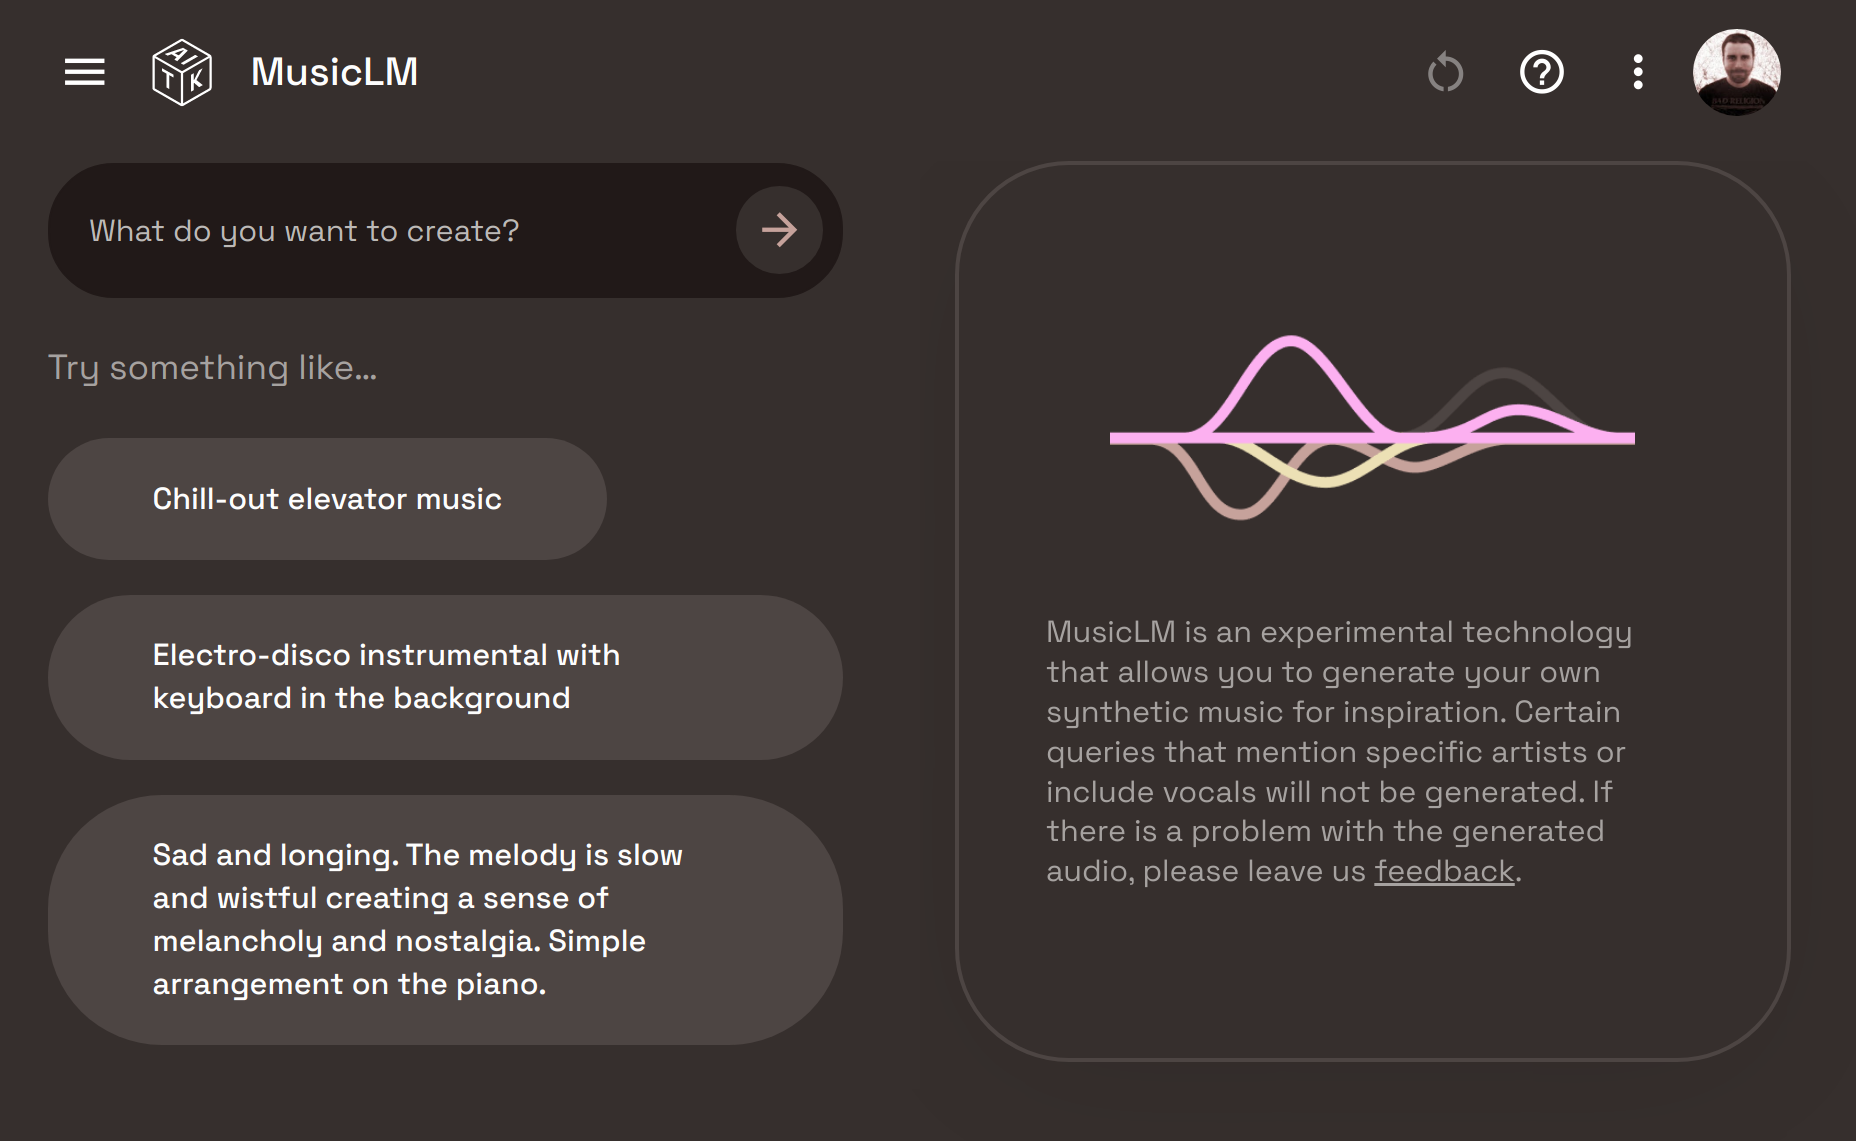 AI
T K
MusicLM
What do you want to create?
Try something like...
Chill-out elevator music
Electro-disco instrumental with
keyboard in the background
Sad and longing. The melody is slow
and wistful creating a sense of
melancholy and nostalgia. Simple
arrangement on the piano.
BAD RELIGION
MusicLM is an experimental technology
that allows you to generate your own
synthetic music for inspiration. Certain
queries that mention specific artists or
include vocals will not be generated. If
there is a problem with the generated
audio, please leave us feedback.